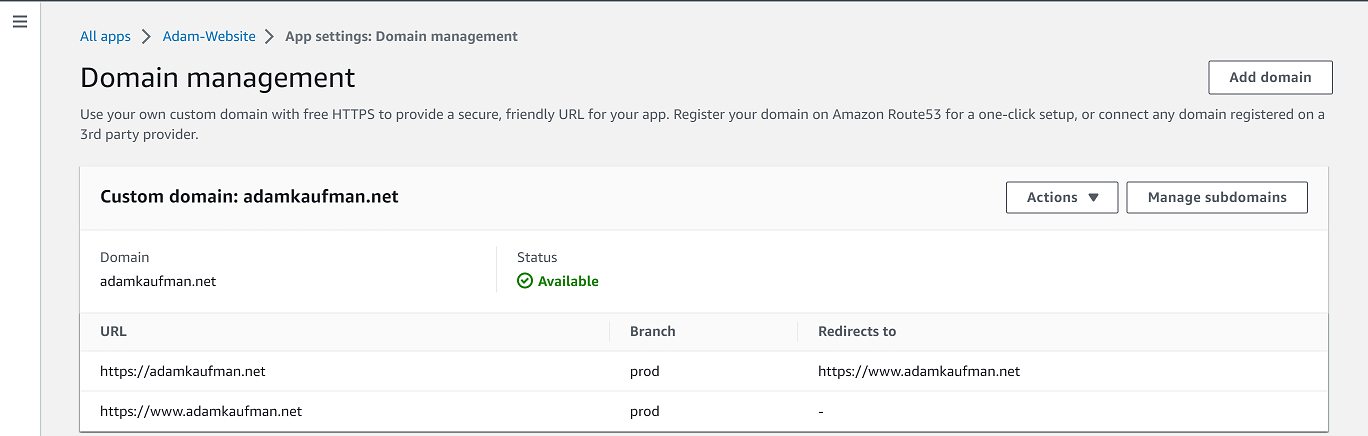 All apps > Adam-Website > App settings: Domain management
Domain management
Add domain
Use your own custom domain with free HTTPS to provide a secure, friendly URL for your app. Register your domain on Amazon Route53 for a one-click setup, or connect any domain registered on a
3rd party provider.
Custom domain: adamkaufman.net
Actions ▼ Manage subdomains
Domain Status
adamkaufman.net Available
URL Branch Redirects to
https://adamkaufman.net prod https://www.adamkaufman.net
https://www.adamkaufman.net prod -